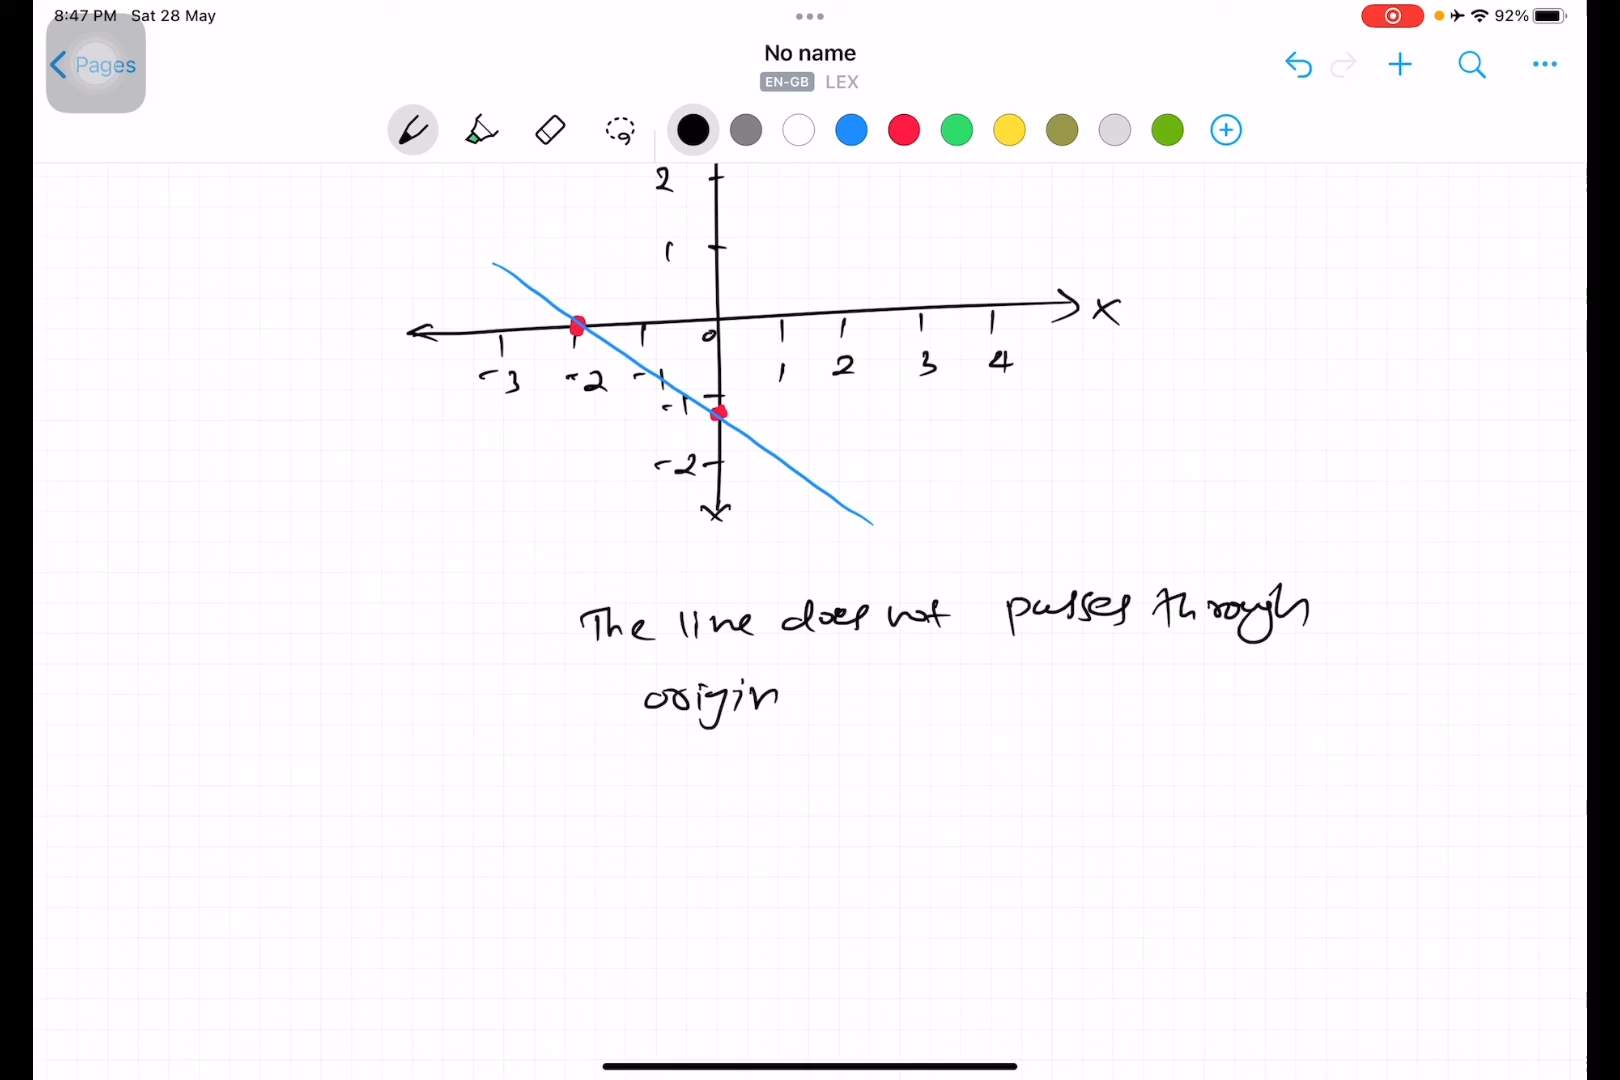 8:47 PM Sat 28 May
92%
Pages
No name
EN-GB LEX
2
1
X
0
-3 -2 -1 1 2 3 4
-1
-2
The line does not passes through
origin